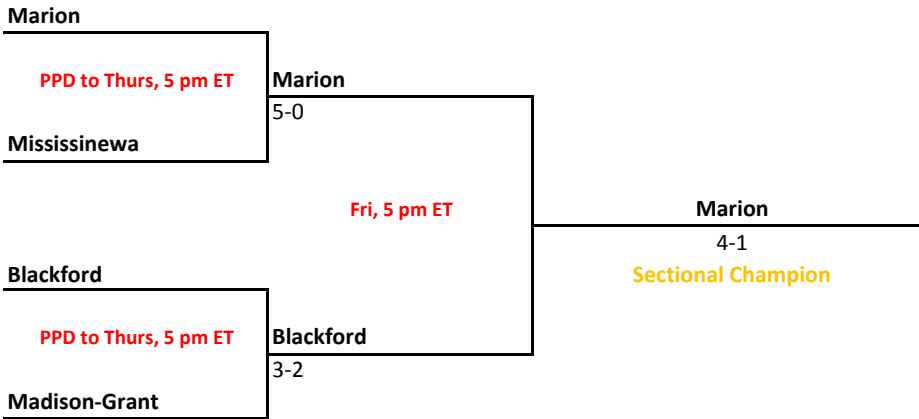 Marion
PPD to Thurs, 5 pm ET
Marion
5-0
Mississinewa
Fri, 5 pm ET
Marion
4-1
Sectional Champion
Blackford
PPD to Thurs, 5 pm ET
Blackford
3-2
Madison-Grant